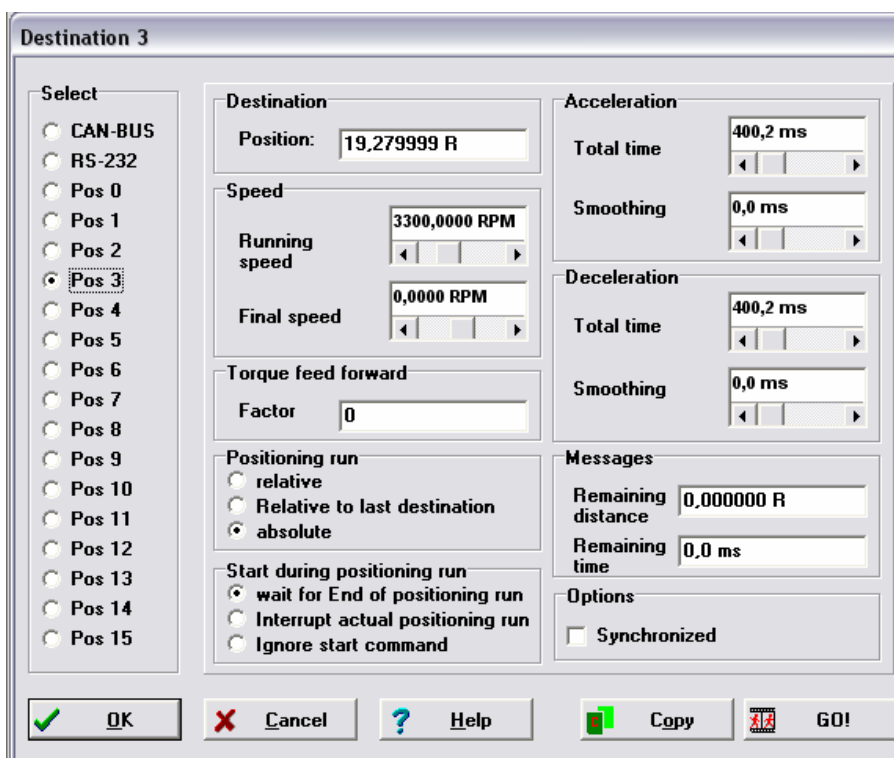 Destination 3
Select
CAN-BUS
RS-232
Pos 0
Pos 1
Pos 2
Pos 3
Pos 4
Pos 5
Pos 6
Pos 7
Pos 8
Pos 9
Pos 10
Pos 11
Pos 12
Pos 13
Pos 14
Pos 15
Destination
Position: 19,279999 R
Speed
Running speed
3300,0000 RPM
Final speed
0,0000 RPM
Torque feed forward
Factor 0
Positioning run
relative
Relative to last destination
absolute
Start during positioning run
wait for End of positioning run
Interrupt actual positioning run
Ignore start command
Acceleration
Total time
400,2 ms
Smoothing
0,0 ms
Deceleration
Total time
400,2 ms
Smoothing
0,0 ms
Messages
Remaining distance
0,000000 R
Remaining time
0,0 ms
Options
Synchronized
OK
Cancel
Help
Copy
GO!